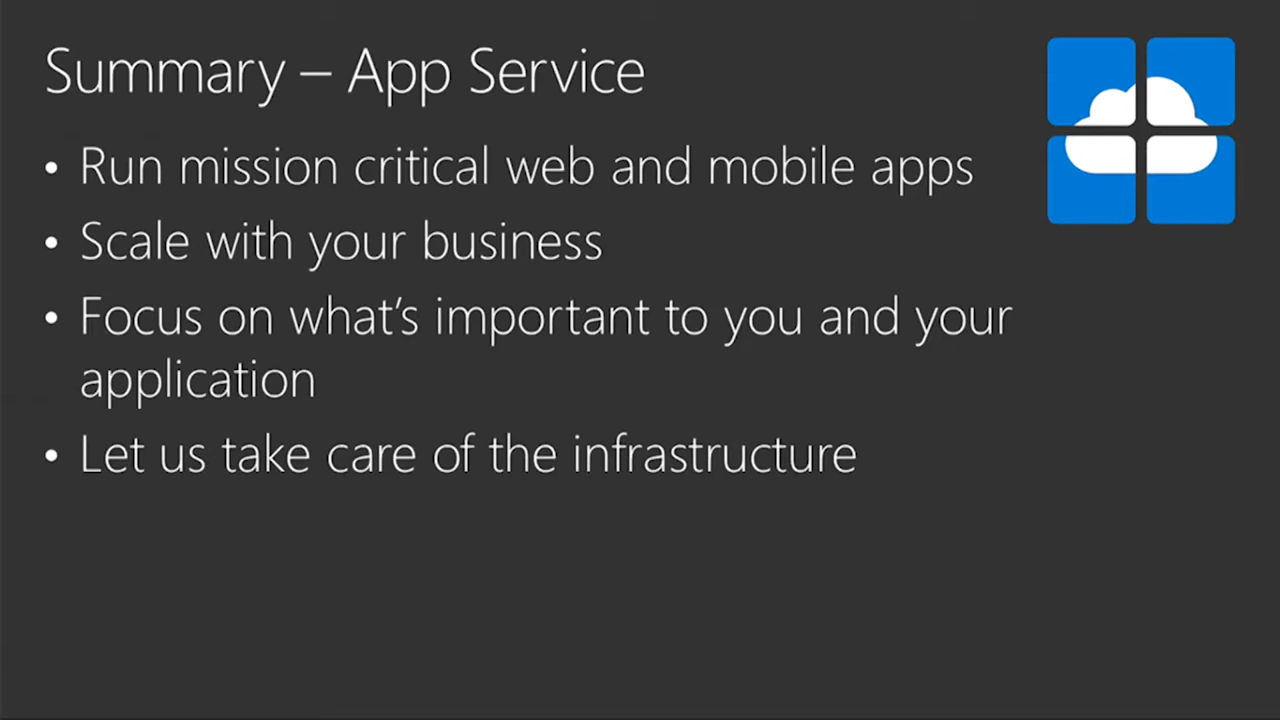 Summary – App Service
• Run mission critical web and mobile apps
• Scale with your business
• Focus on what’s important to you and your
application
• Let us take care of the infrastructure